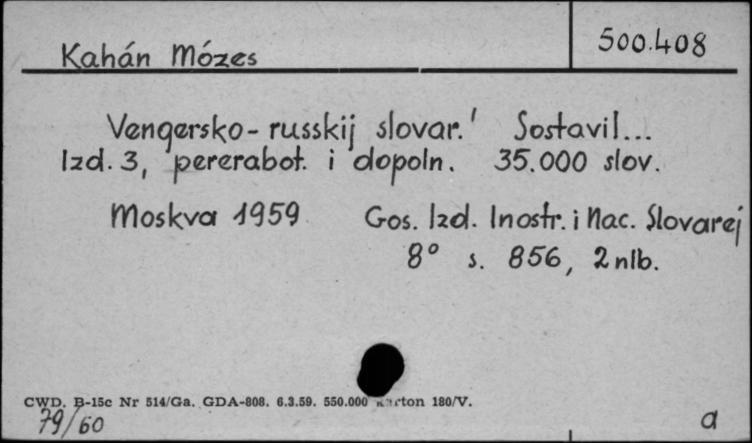 Kahán Mózes
500.408
Vengersko-russkij slovar.' Sostavil...
Izd. 3, pererabot. i dopoln. 35.000 slov.
Moskva 1959 Gos. Izd. Inostr. i Nac. Slovarej
8° s. 856, 2 nlb.
CWD. B-15c Nr 514/Ga. GDA-808. 6.3.59. 550.000 Karton 180/V.
79/60
a